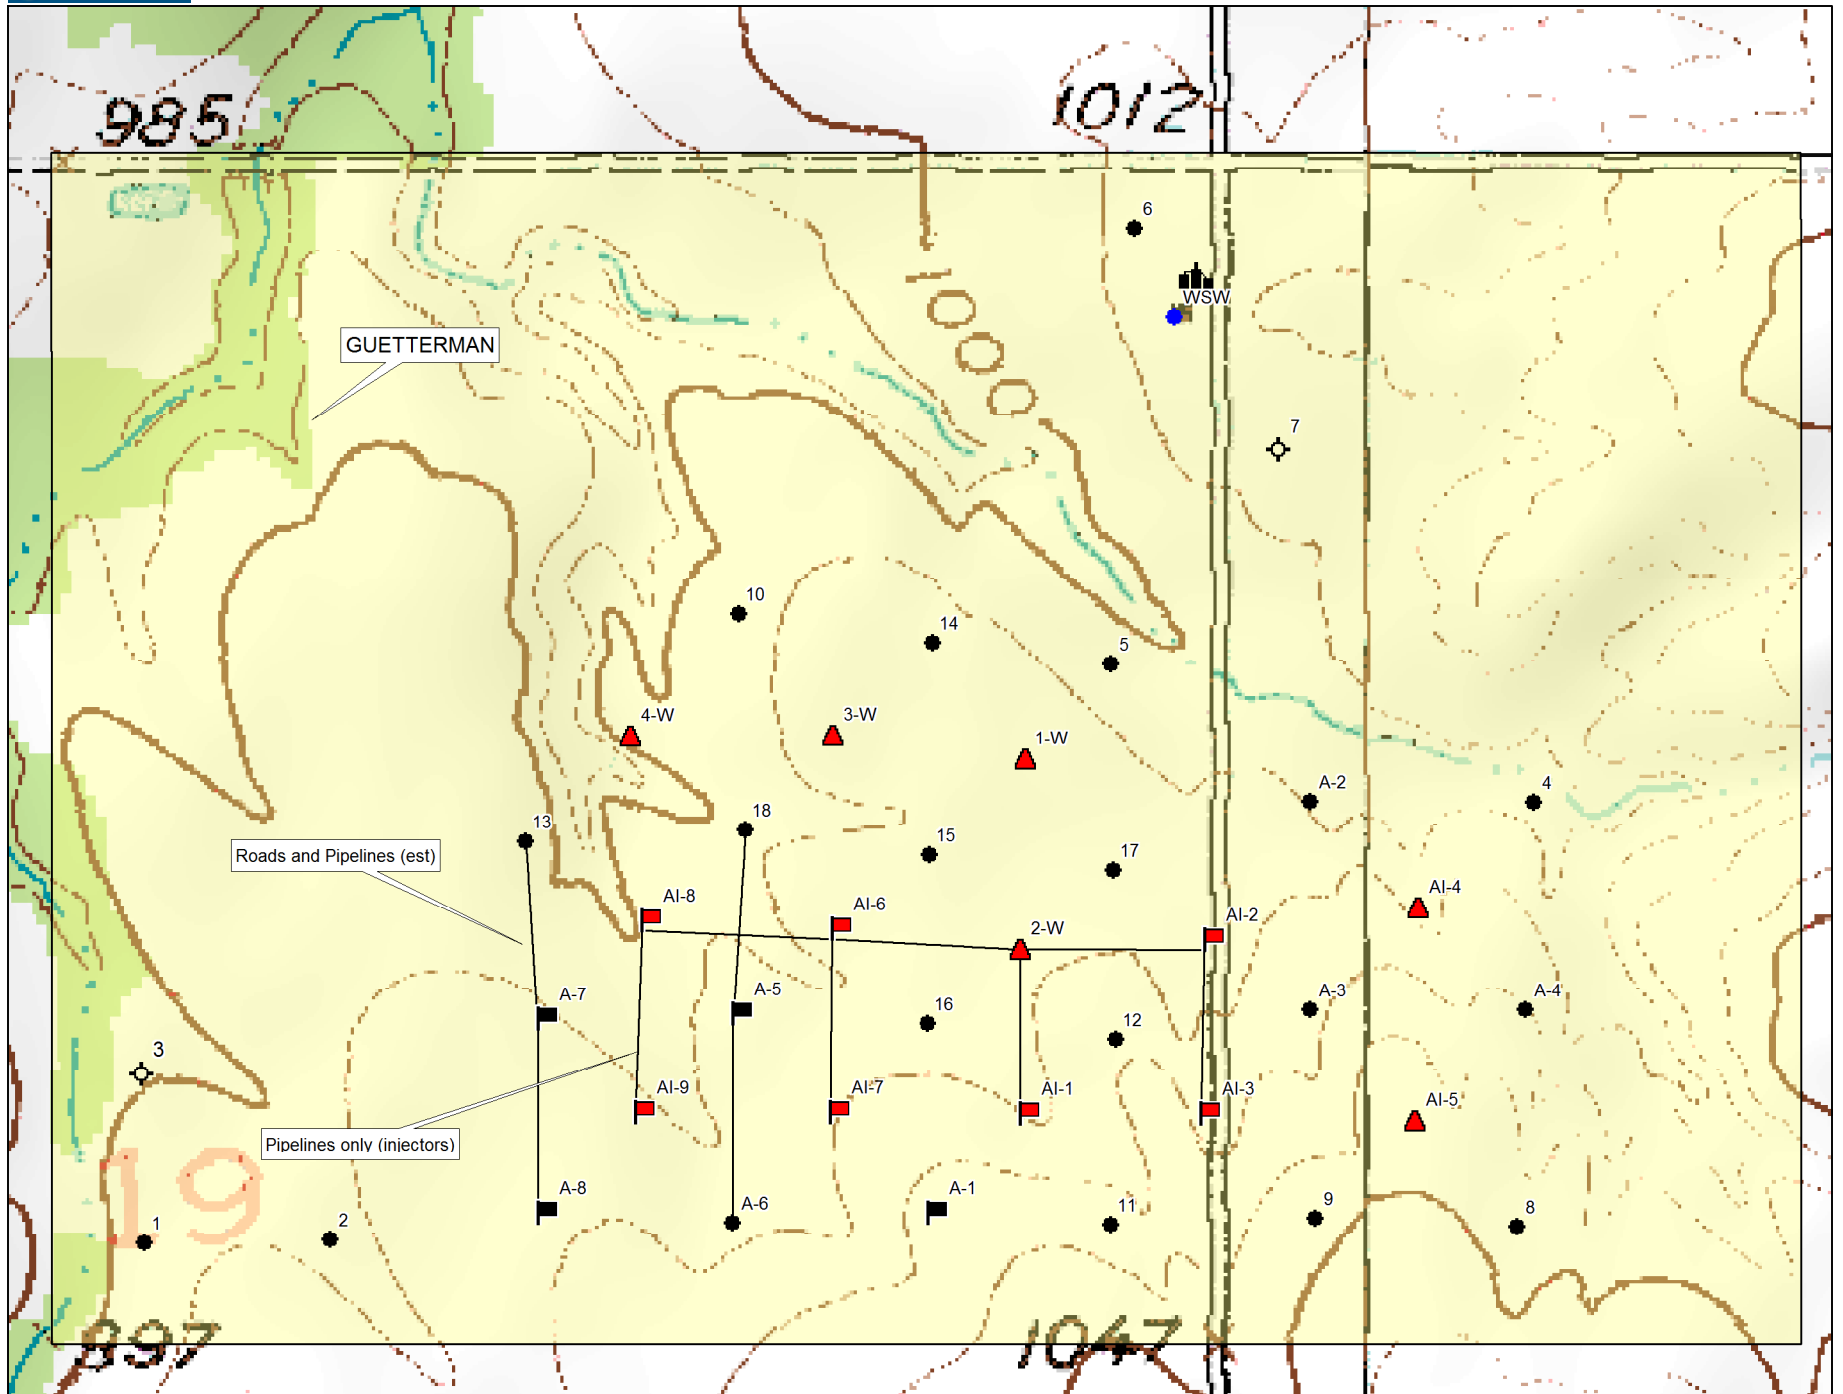 985
1012
6
WSW
1000
GUETTERMAN
7
10
14
5
4-W
3-W
1-W
A-2
4
13
18
15
17
Roads and Pipelines (est)
AI-8
AI-6
2-W
AI-2
AI-4
A-7
A-5
16
12
A-3
A-4
3
AI-9
AI-7
AI-1
AI-3
AI-5
Pipelines only (injectors)
19
A-8
A-6
A-1
11
9
8
1
2
997
1047